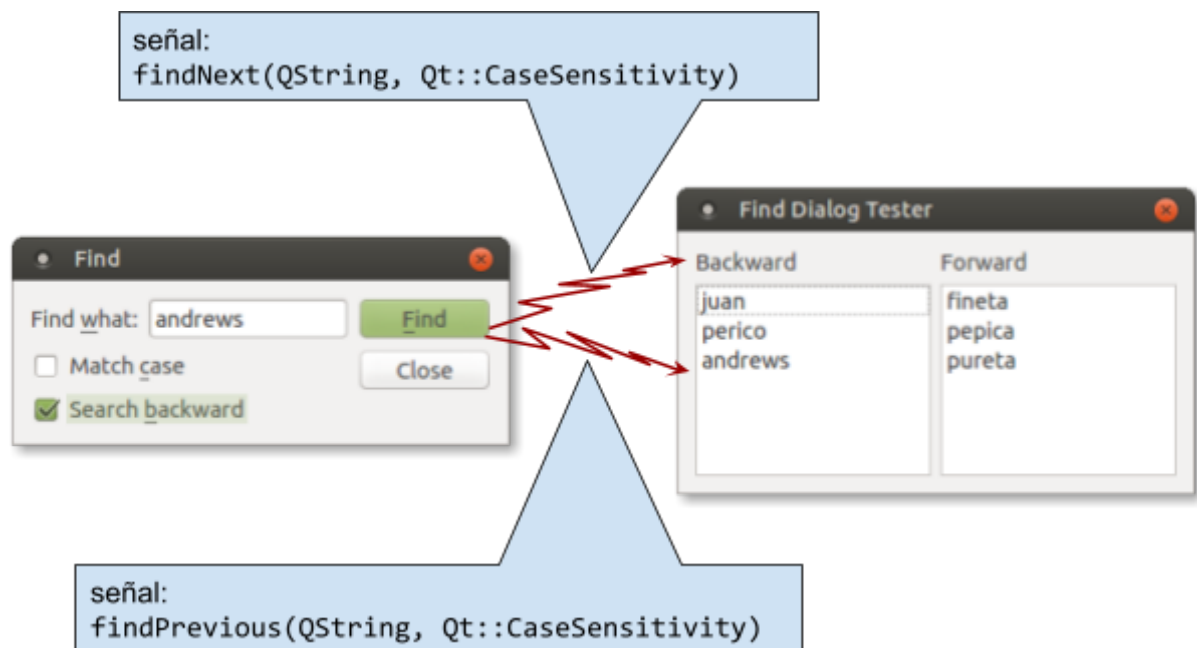 señal:
findNext(QString, Qt::CaseSensitivity)
Find Dialog Tester
Find
Backward
Forward
Find what:
andrews
Find
juan
fineta
perico
pepica
andrews
pureta
Match case
Close
Search backward
señal:
findPrevious(QString, Qt::CaseSensitivity)